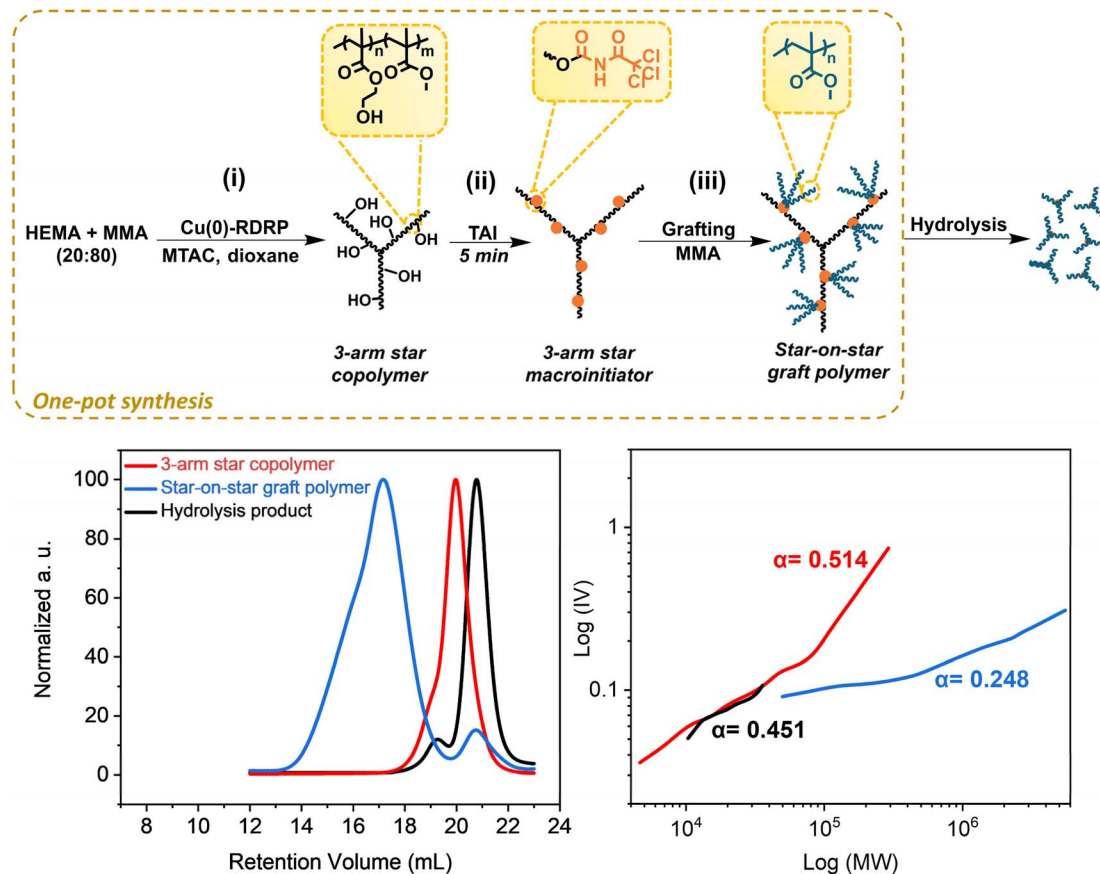 n
m
O
O
O
O
OH
O
O
O
N
H
Cl
Cl
Cl
n
O
O
(i)
(ii)
(iii)
HEMA + MMA
(20:80)
Cu(0)-RDRP
MTAC, dioxane
OH
HO
OH
HO
OH
HO
TAI
5 min
Grafting
MMA
Hydrolysis
3-arm star
copolymer
3-arm star
macroinitiator
Star-on-star
graft polymer
One-pot synthesis
3-arm star copolymer
Star-on-star graft polymer
Hydrolysis product
Normalized a. u.
100
80
60
40
20
0
8
10
12
14
16
18
20
22
24
Retention Volume (mL)
Log (IV)
1
0.1
α= 0.514
α= 0.248
α= 0.451
10⁴
10⁵
10⁶
Log (MW)